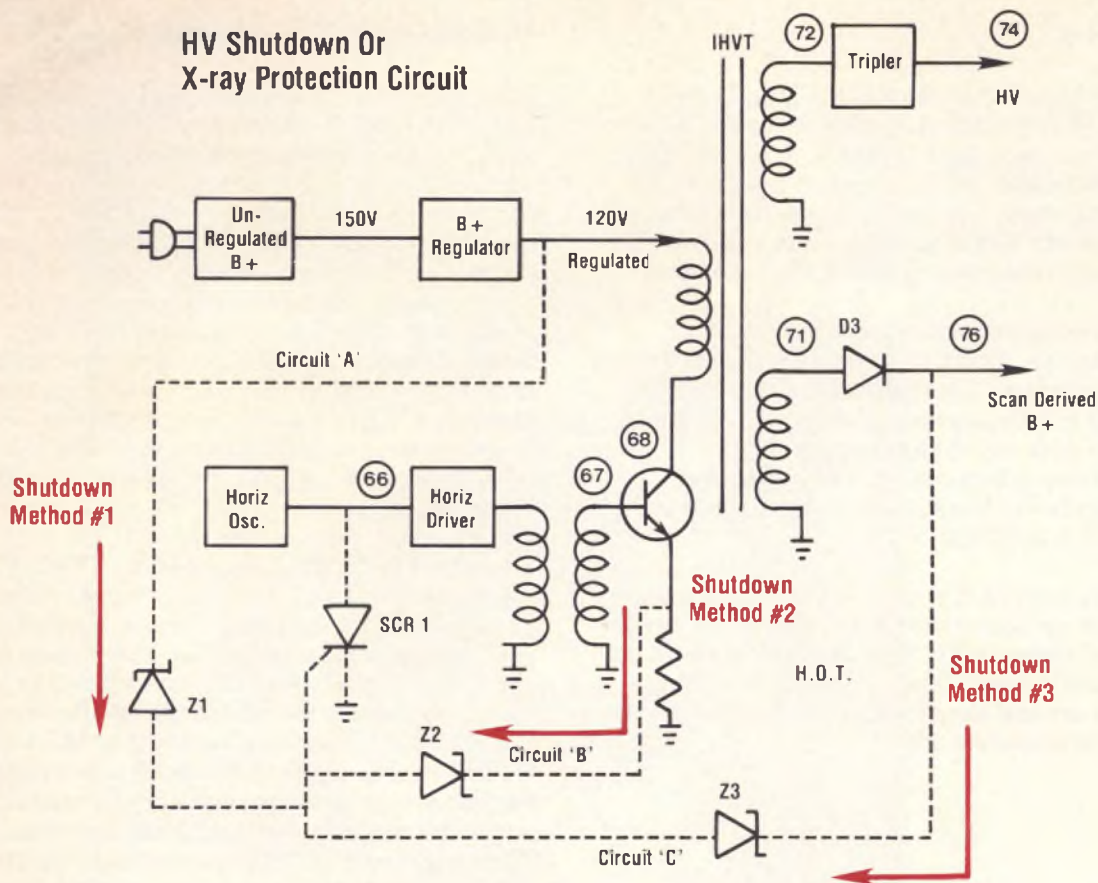 HV Shutdown Or
X-ray Protection Circuit
IHVT
72
Tripler
74
HV
Un-
Regulated
B+
150V
B+
Regulator
120V
Regulated
Circuit 'A'
71
D3
76
Scan Derived
B+
Shutdown
Method #1
Horiz
Osc.
66
Horiz
Driver
67
68
SCR 1
Shutdown
Method #2
H.O.T.
Shutdown
Method #3
Z1
Z2
Circuit 'B'
Z3
Circuit 'C'